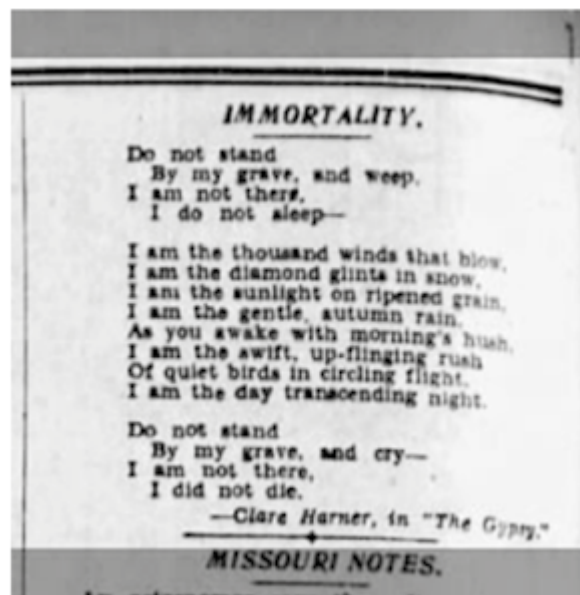 IMMORTALITY.
Do not stand
By my grave, and weep.
I am not there,
I do not sleep—
I am the thousand winds that blow,
I am the diamond glints in snow,
I am the sunlight on ripened grain,
I am the gentle, autumn rain.
As you awake with morning's hush,
I am the swift, up-flinging rush
Of quiet birds in circling flight,
I am the day transcending night.
Do not stand
By my grave, and cry—
I am not there,
I did not die.
—Clare Harner, in "The Gypsy."
MISSOURI NOTES.